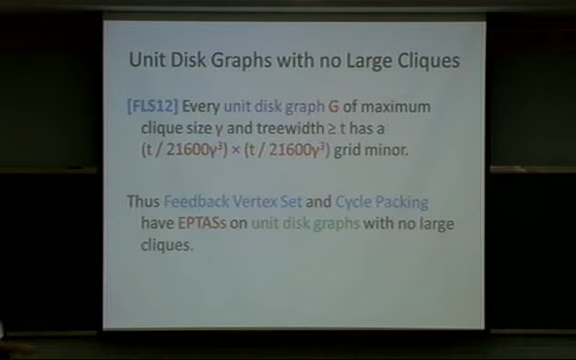 Unit Disk Graphs with no Large Cliques
[FLS12] Every unit disk graph G of maximum
clique size γ and treewidth ≥ t has a
(t / 21600γ³) × (t / 21600γ³) grid minor.
Thus Feedback Vertex Set and Cycle Packing
have EPTASs on unit disk graphs with no large
cliques.